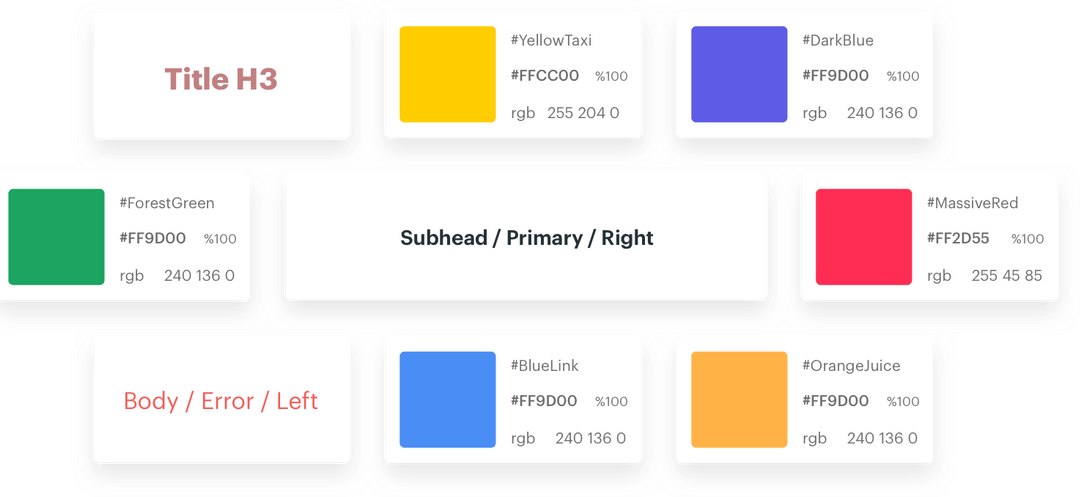 Title H3
#YellowTaxi
#FFCC00 %100
rgb 255 204 0
#DarkBlue
#FF9D00 %100
rgb 240 136 0
#ForestGreen
#FF9D00 %100
rgb 240 136 0
Subhead / Primary / Right
#MassiveRed
#FF2D55 %100
rgb 255 45 85
Body / Error / Left
#BlueLink
#FF9D00 %100
rgb 240 136 0
#OrangeJuice
#FF9D00 %100
rgb 240 136 0